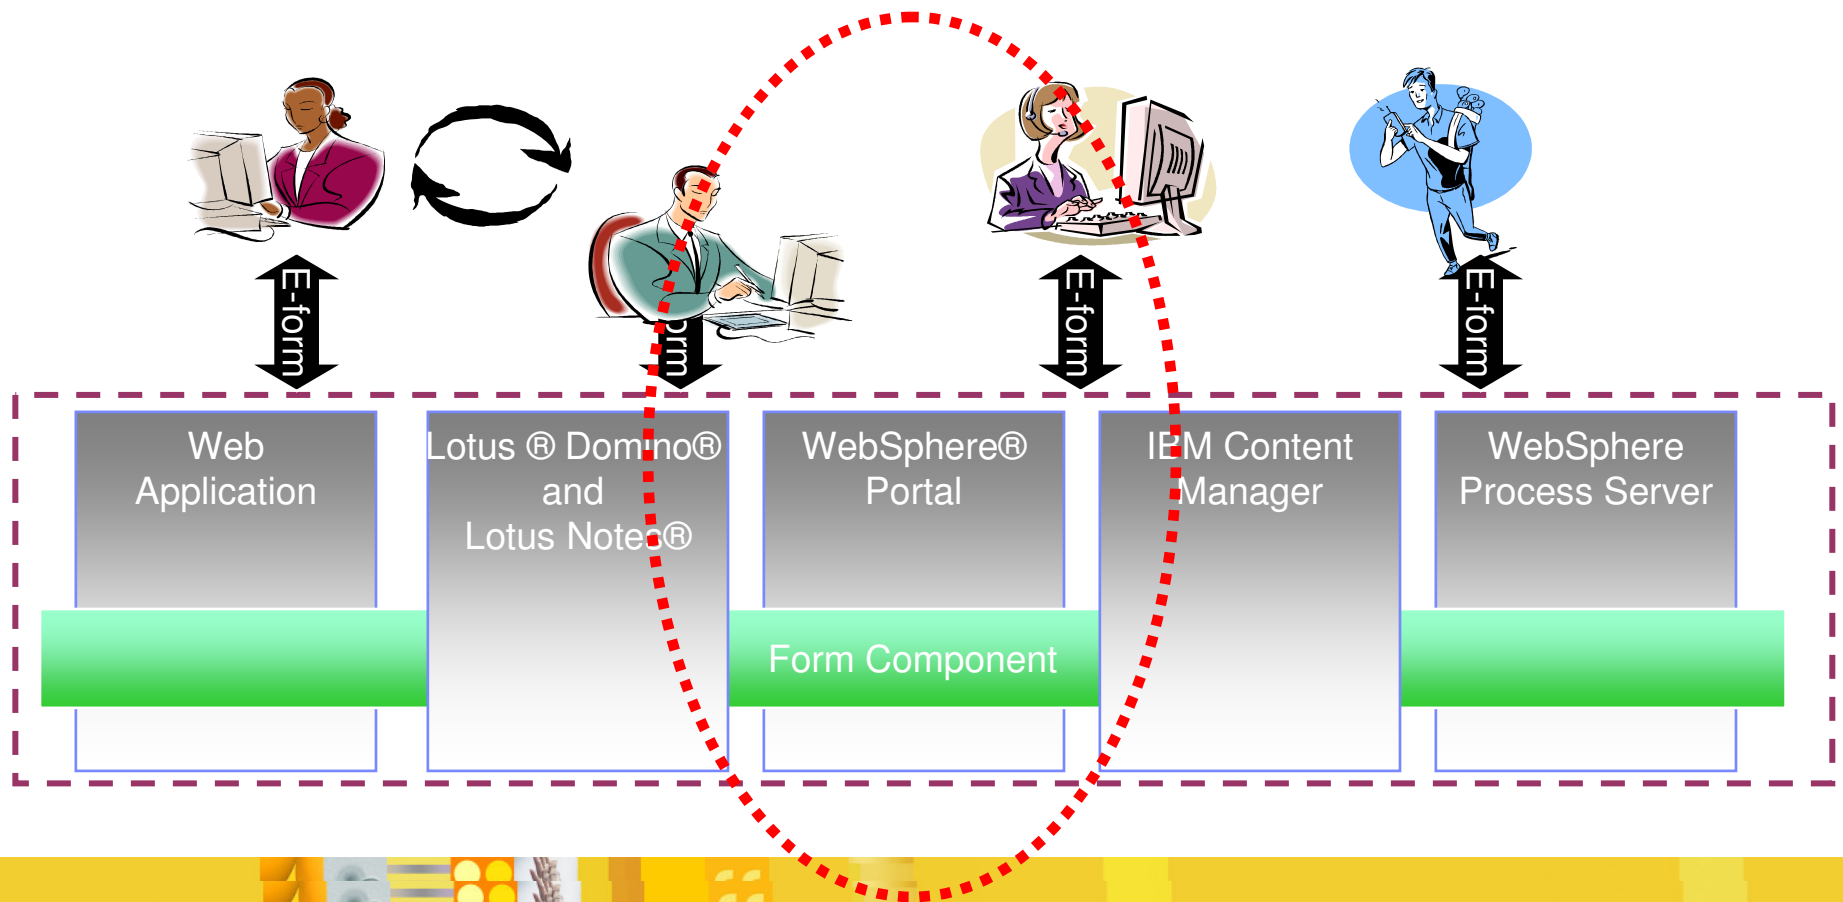 E-form
orm
E-form
E-form
Web
Application
Lotus ® Domino®
and
Lotus Notes®
WebSphere®
Portal
IBM Content
Manager
WebSphere
Process Server
Form Component